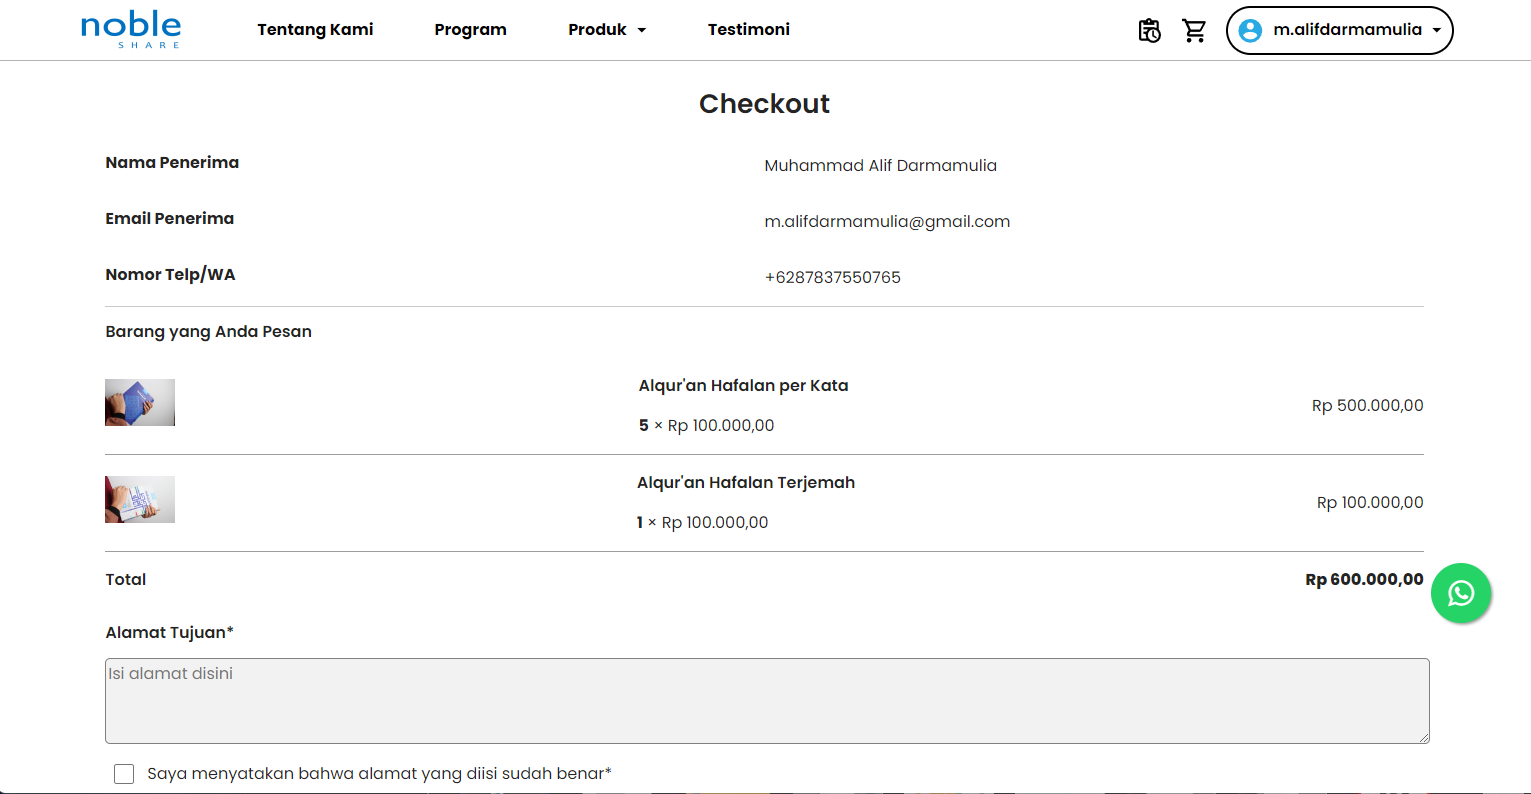 noble
SHARE
Tentang Kami
Program
Produk
Testimoni
m.alifdarmamulia
Checkout
Nama Penerima
Muhammad Alif Darmamulia
Email Penerima
m.alifdarmamulia@gmail.com
Nomor Telp/WA
+6287837550765
Barang yang Anda Pesan
Alqur'an Hafalan per Kata
5 × Rp 100.000,00
Rp 500.000,00
Alqur'an Hafalan Terjemah
1 × Rp 100.000,00
Rp 100.000,00
Total
Rp 600.000,00
Alamat Tujuan*
Isi alamat disini
Saya menyatakan bahwa alamat yang diisi sudah benar*